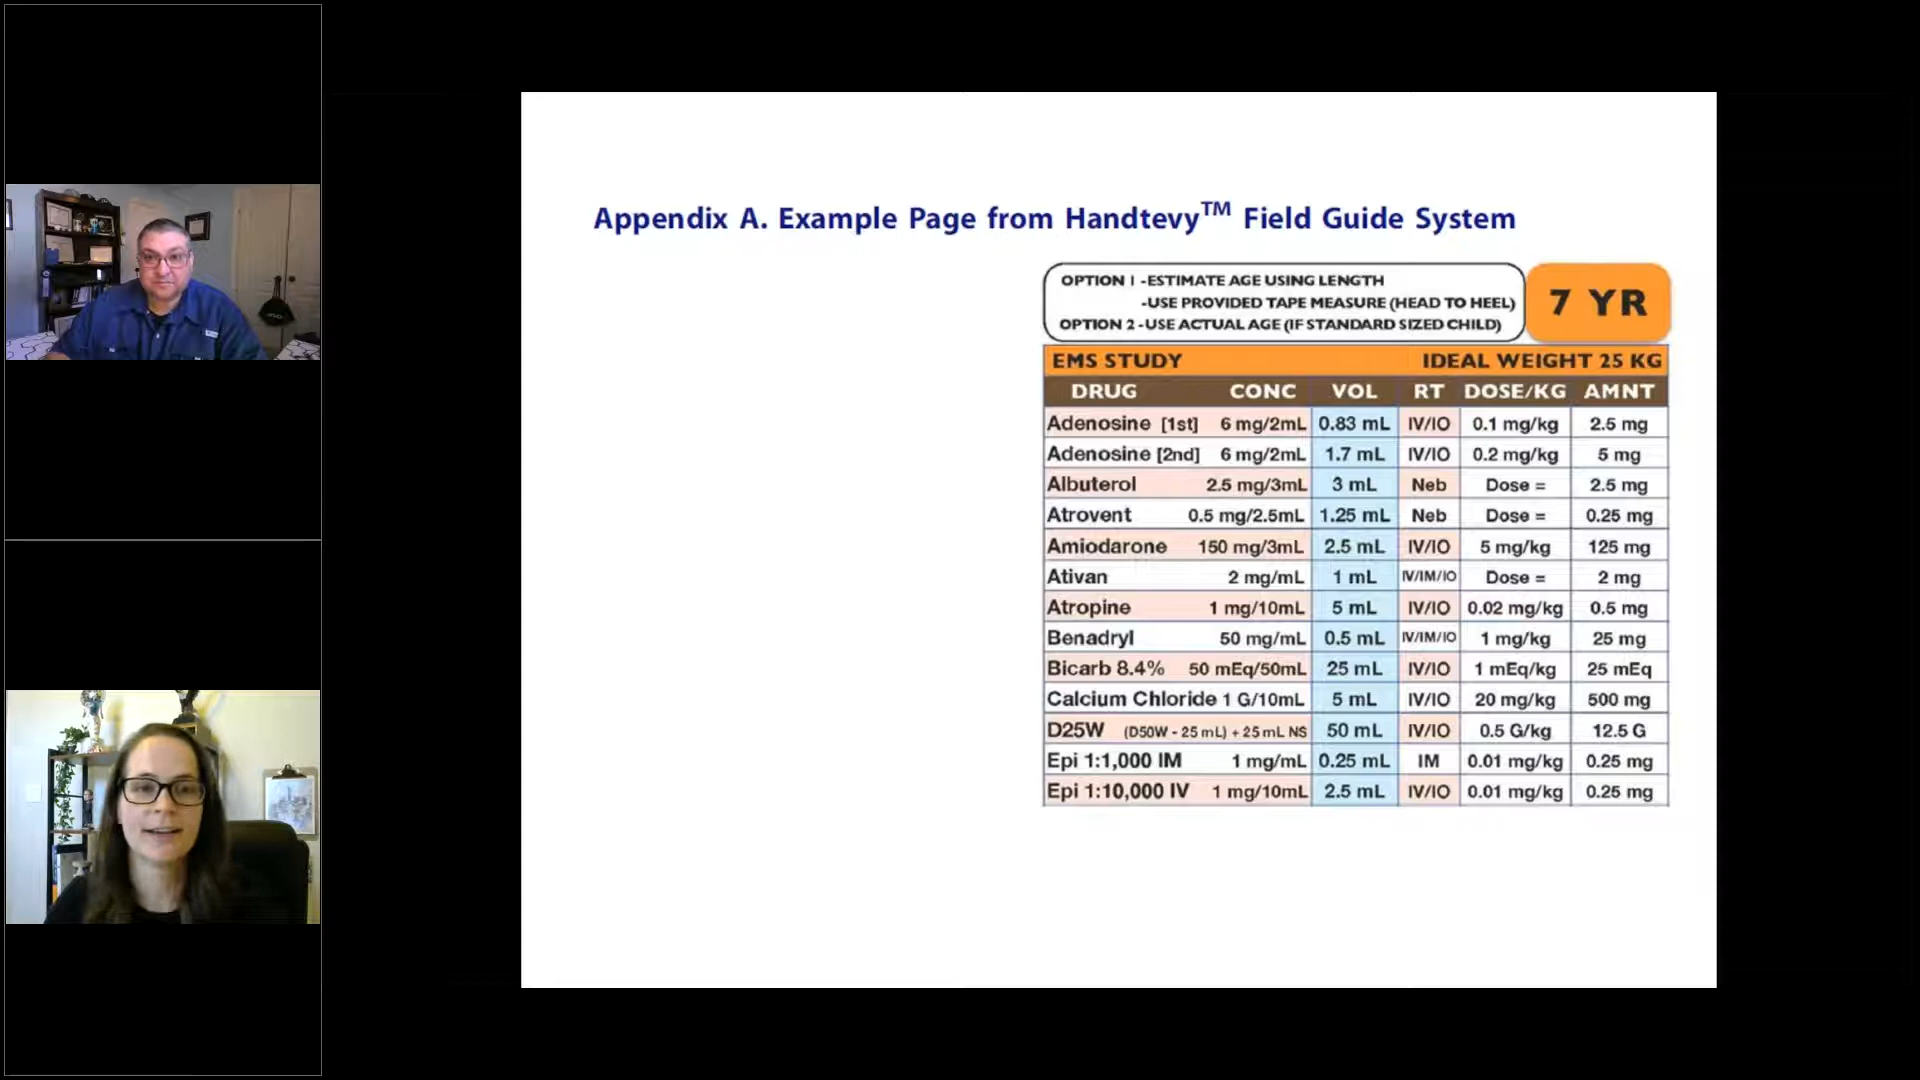 Appendix A. Example Page from Handtevy™ Field Guide System
OPTION 1 -ESTIMATE AGE USING LENGTH
-USE PROVIDED TAPE MEASURE (HEAD TO HEEL)
OPTION 2 -USE ACTUAL AGE (IF STANDARD SIZED CHILD)
7 YR
EMS STUDY IDEAL WEIGHT 25 KG
DRUG CONC VOL RT DOSE/KG AMNT
Adenosine [1st] 6 mg/2mL 0.83 mL IV/IO 0.1 mg/kg 2.5 mg
Adenosine [2nd] 6 mg/2mL 1.7 mL IV/IO 0.2 mg/kg 5 mg
Albuterol 2.5 mg/3mL 3 mL Neb Dose = 2.5 mg
Atrovent 0.5 mg/2.5mL 1.25 mL Neb Dose = 0.25 mg
Amiodarone 150 mg/3mL 2.5 mL IV/IO 5 mg/kg 125 mg
Ativan 2 mg/mL 1 mL IV/IM/IO Dose = 2 mg
Atropine 1 mg/10mL 5 mL IV/IO 0.02 mg/kg 0.5 mg
Benadryl 50 mg/mL 0.5 mL IV/IM/IO 1 mg/kg 25 mg
Bicarb 8.4% 50 mEq/50mL 25 mL IV/IO 1 mEq/kg 25 mEq
Calcium Chloride 1 G/10mL 5 mL IV/IO 20 mg/kg 500 mg
D25W (D50W - 25 mL) + 25 mL NS 50 mL IV/IO 0.5 G/kg 12.5 G
Epi 1:1,000 IM 1 mg/mL 0.25 mL IM 0.01 mg/kg 0.25 mg
Epi 1:10,000 IV 1 mg/10mL 2.5 mL IV/IO 0.01 mg/kg 0.25 mg